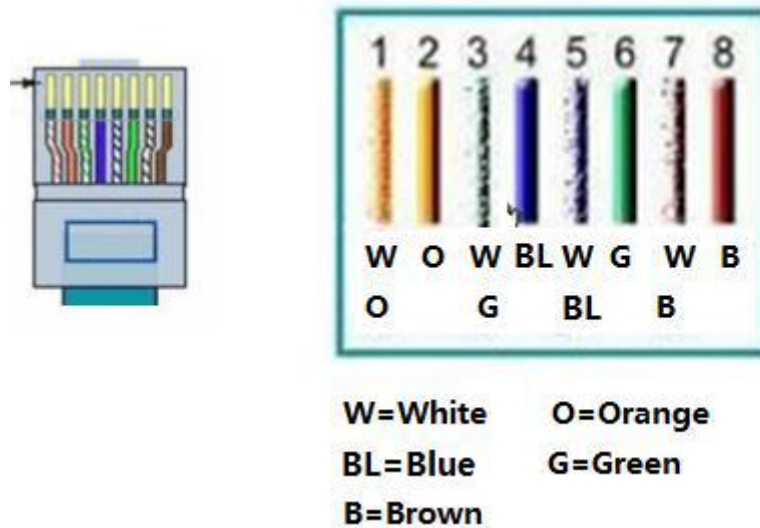 1 2 3 4 5 6 7 8
W O W BL W G W B
O G BL B
W=White O=Orange
BL=Blue G=Green
B=Brown